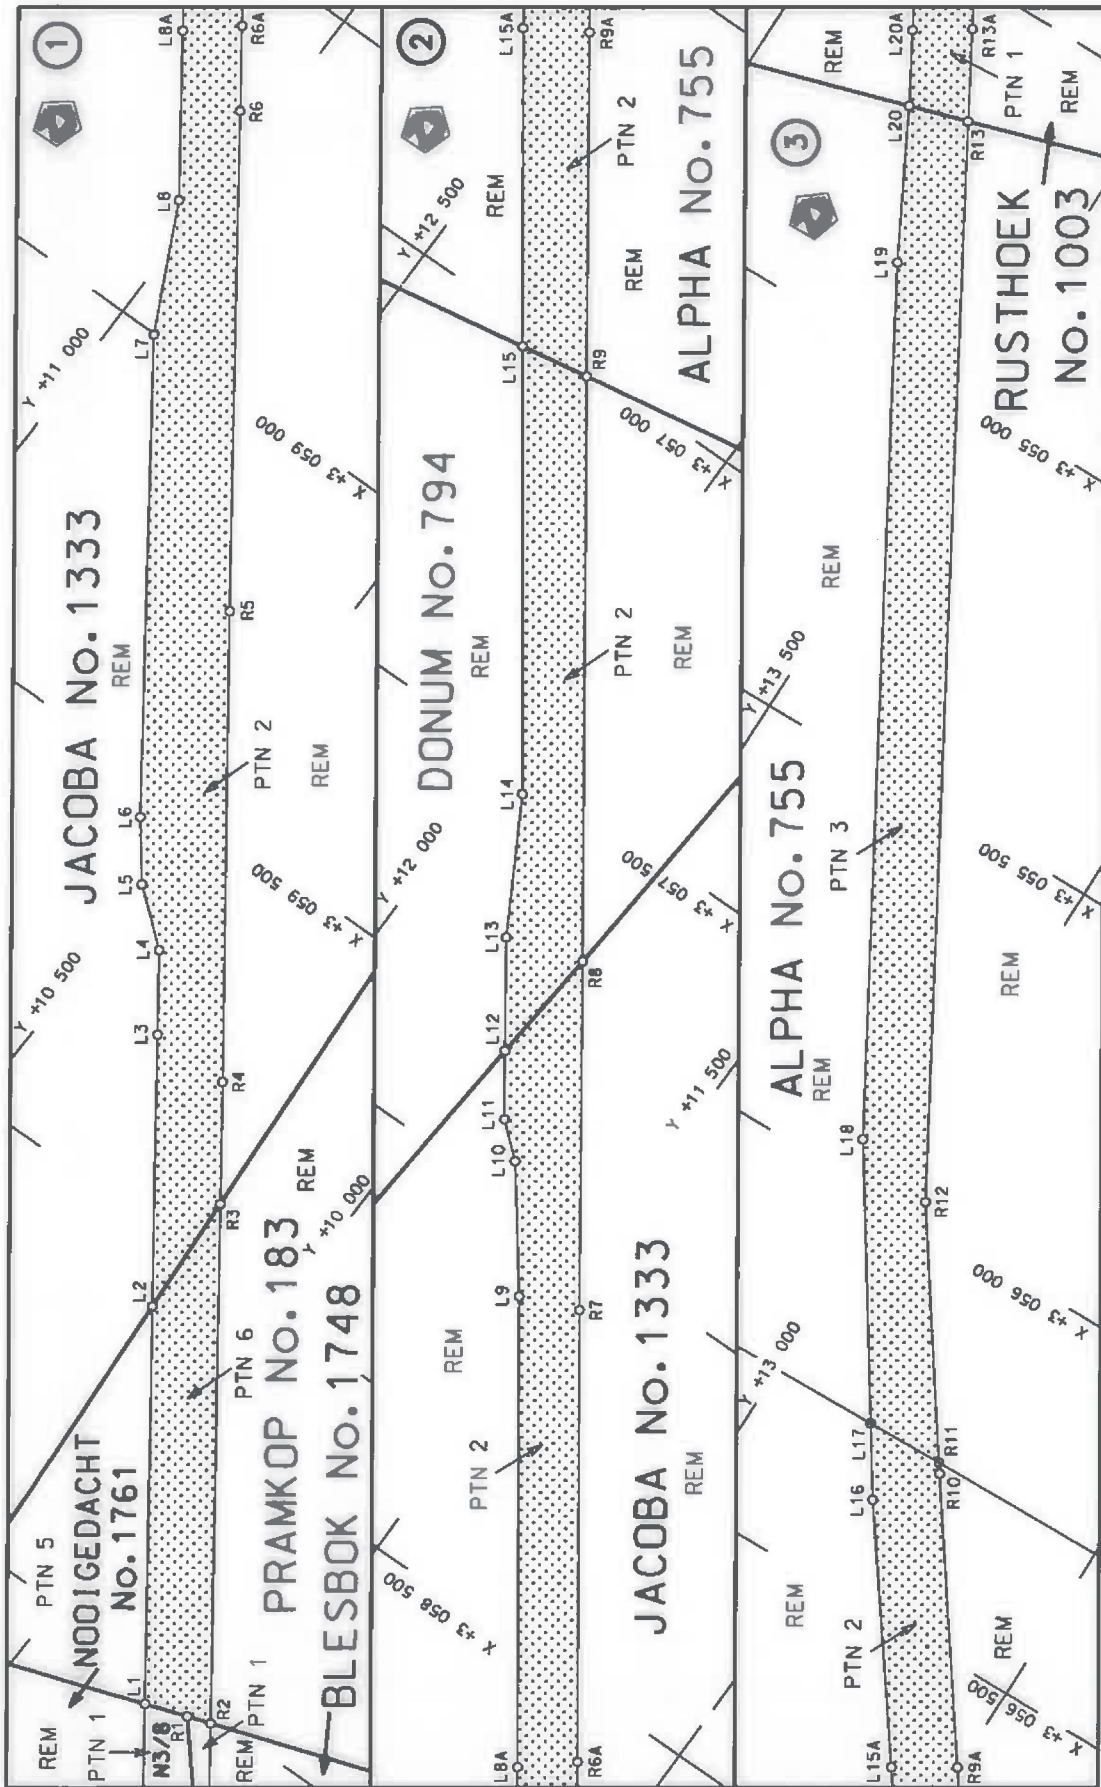 1
REM
PTN 1
N3/8
REM
PTN 5
NOOIGEDACHT
No. 1761
L1
R1
R2
PTN 1
L2
PTN 6
R3
PRAMKOP No. 183
REM
BLESBOK No. 1748
Y +10 000
Y +10 500
L3
L4
R4
L5
L6
JACOBA No. 1333
REM
PTN 2
REM
X +3 059 500
R5
X +3 059 000
Y +11 000
L7
L8
R6
L8A
R6A
2
L8A
R6A
X +3 058 500
PTN 2
REM
L9
R7
JACOBA No. 1333
REM
L10
L11
L12
Y +11 500
R8
L13
Y +12 000
X +3 057 500
L14
DONUM No. 794
REM
PTN 2
REM
X +3 057 000
L15
R9
Y +12 500
REM
REM
PTN 2
ALPHA No. 755
L15A
R9A
3
L15A
R9A
X +3 056 500
REM
PTN 2
REM
L16
L17
R10
R11
Y +13 000
X +3 056 000
R12
L18
ALPHA No. 755
REM
PTN 3
REM
X +3 055 500
Y +13 500
REM
X +3 055 000
L19
RUSTHOEK
No. 1003
L20
R13
REM
REM
PTN 1
L20A
R13A